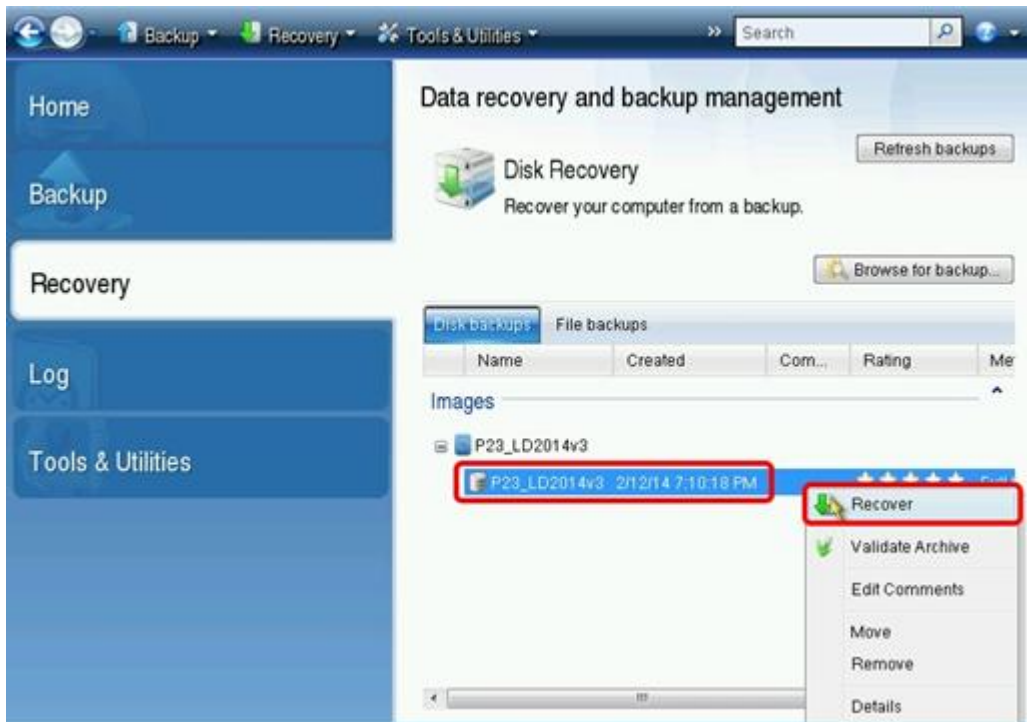 Backup Recovery Tools & Utilities » Search
Home
Backup
Recovery
Log
Tools & Utilities
Data recovery and backup management
Refresh backups
Disk Recovery
Recover your computer from a backup.
Browse for backup...
Disk backups File backups
Name Created Com... Rating Me
Images
P23_LD2014v3
P23_LD2014v3 2/12/14 7:10:18 PM
Recover
Validate Archive
Edit Comments
Move
Remove
Details